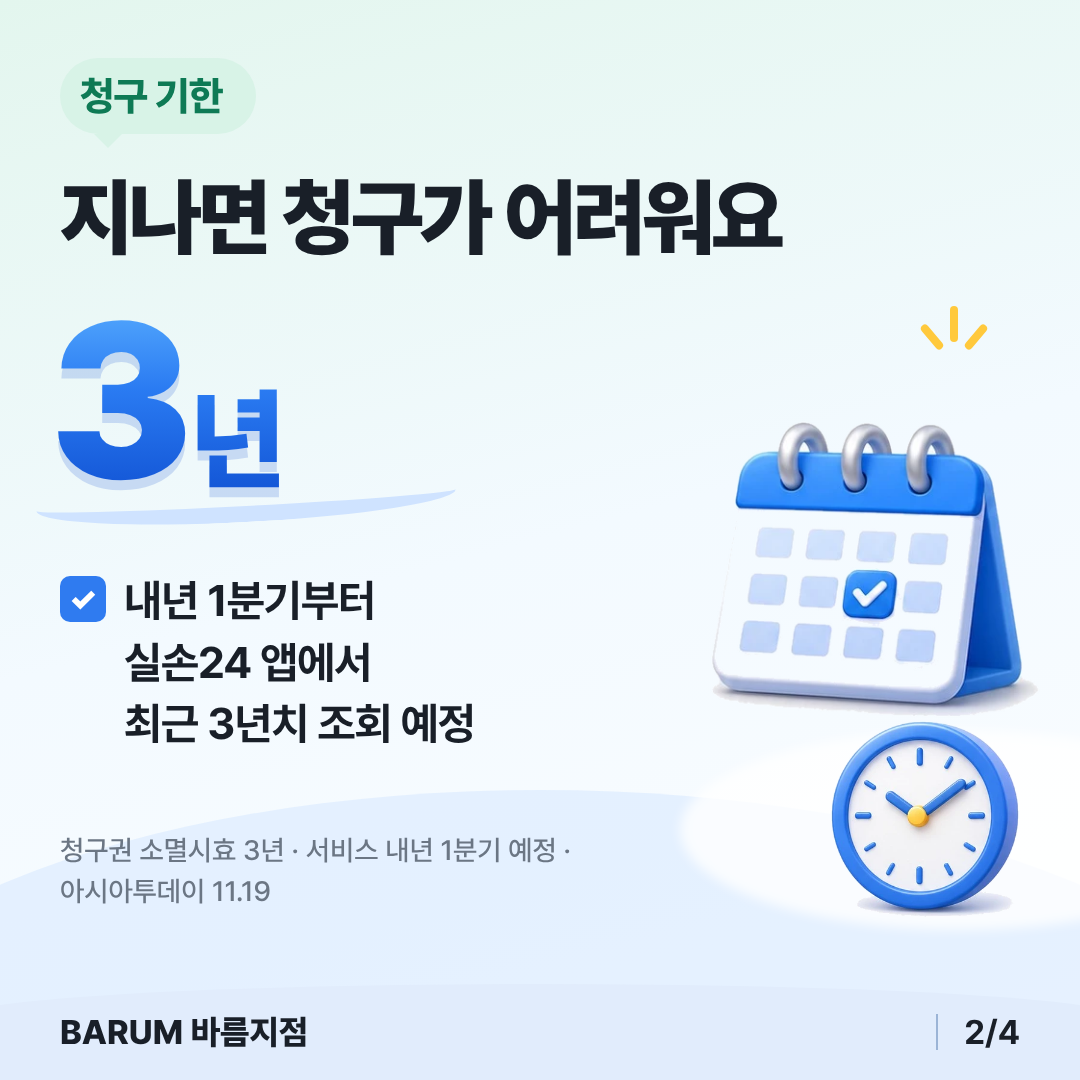 청구 기한
지나면 청구가 어려워요
3년
내년 1분기부터
실손24 앱에서
최근 3년치 조회 예정
청구권 소멸시효 3년 · 서비스 내년 1분기 예정 ·
아시아투데이 11.19
BARUM 바름지점
2/4